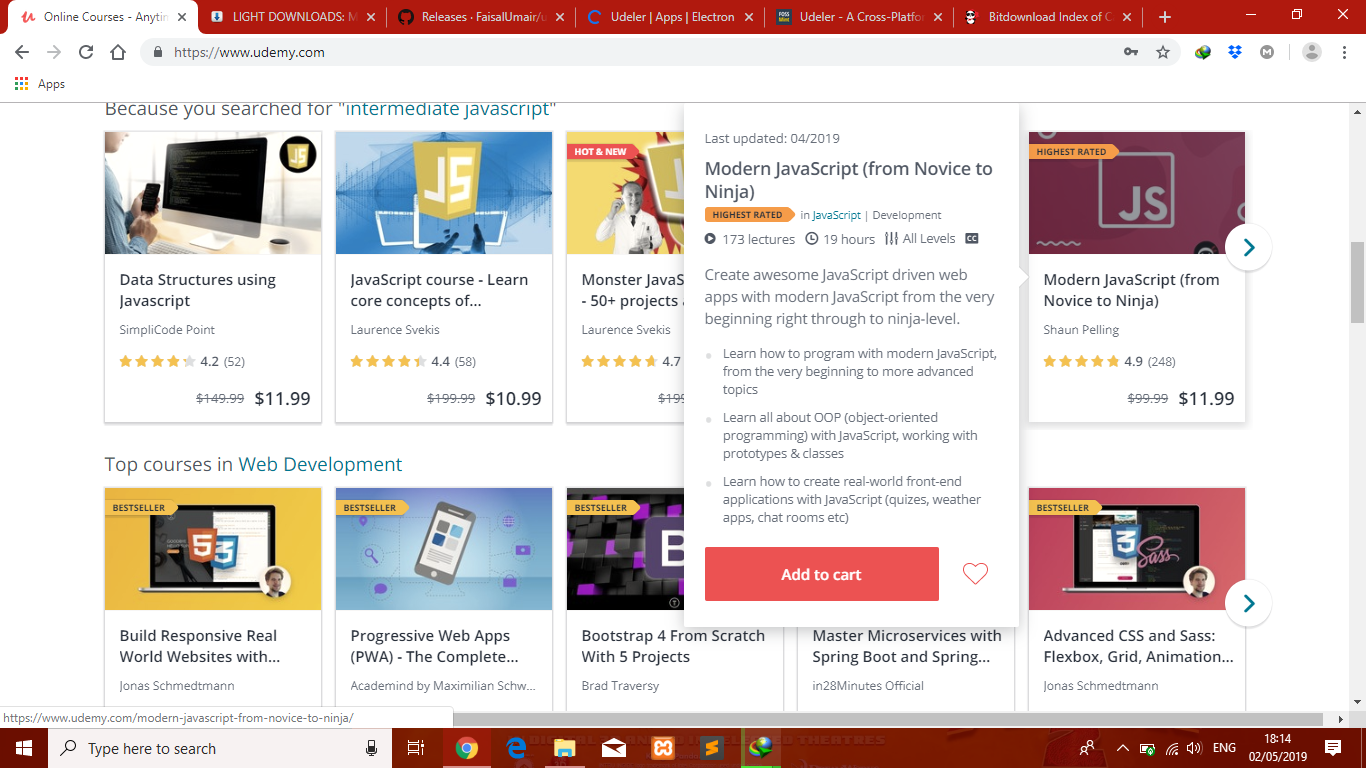 Online Courses - Anytin
LIGHT DOWNLOADS: M
Releases · FaisalUmair/u
Udeler | Apps | Electron
Udeler - A Cross-Platfo
Bitdownload Index of C
https://www.udemy.com
Apps
Because you searched for "intermediate javascript"
Data Structures using
Javascript
SimpliCode Point
4.2 (52)
$149.99 $11.99
JS
JavaScript course - Learn
core concepts of...
Laurence Svekis
4.4 (58)
$199.99 $10.99
HOT & NEW
Monster JavaS
- 50+ projects
Laurence Svekis
4.7
$199
Last updated: 04/2019
Modern JavaScript (from Novice to
Ninja)
HIGHEST RATED in JavaScript | Development
173 lectures 19 hours All Levels CC
Create awesome JavaScript driven web
apps with modern JavaScript from the very
beginning right through to ninja-level.
Learn how to program with modern JavaScript,
from the very beginning to more advanced
topics
Learn all about OOP (object-oriented
programming) with JavaScript, working with
prototypes & classes
Learn how to create real-world front-end
applications with JavaScript (quizes, weather
apps, chat rooms etc)
Add to cart
HIGHEST RATED
JS
Modern JavaScript (from
Novice to Ninja)
Shaun Pelling
4.9 (248)
$99.99 $11.99
Top courses in Web Development
BESTSELLER
5 3
Build Responsive Real
World Websites with...
Jonas Schmedtmann
BESTSELLER
Progressive Web Apps
(PWA) - The Complete...
Academind by Maximilian Schw...
BESTSELLER
B
Bootstrap 4 From Scratch
With 5 Projects
Brad Traversy
Master Microservices with
Spring Boot and Spring...
in28Minutes Official
BESTSELLER
3 Sass
Advanced CSS and Sass:
Flexbox, Grid, Animation...
Jonas Schmedtmann
https://www.udemy.com/modern-javascript-from-novice-to-ninja/
Type here to search
ENG
18:14
02/05/2019